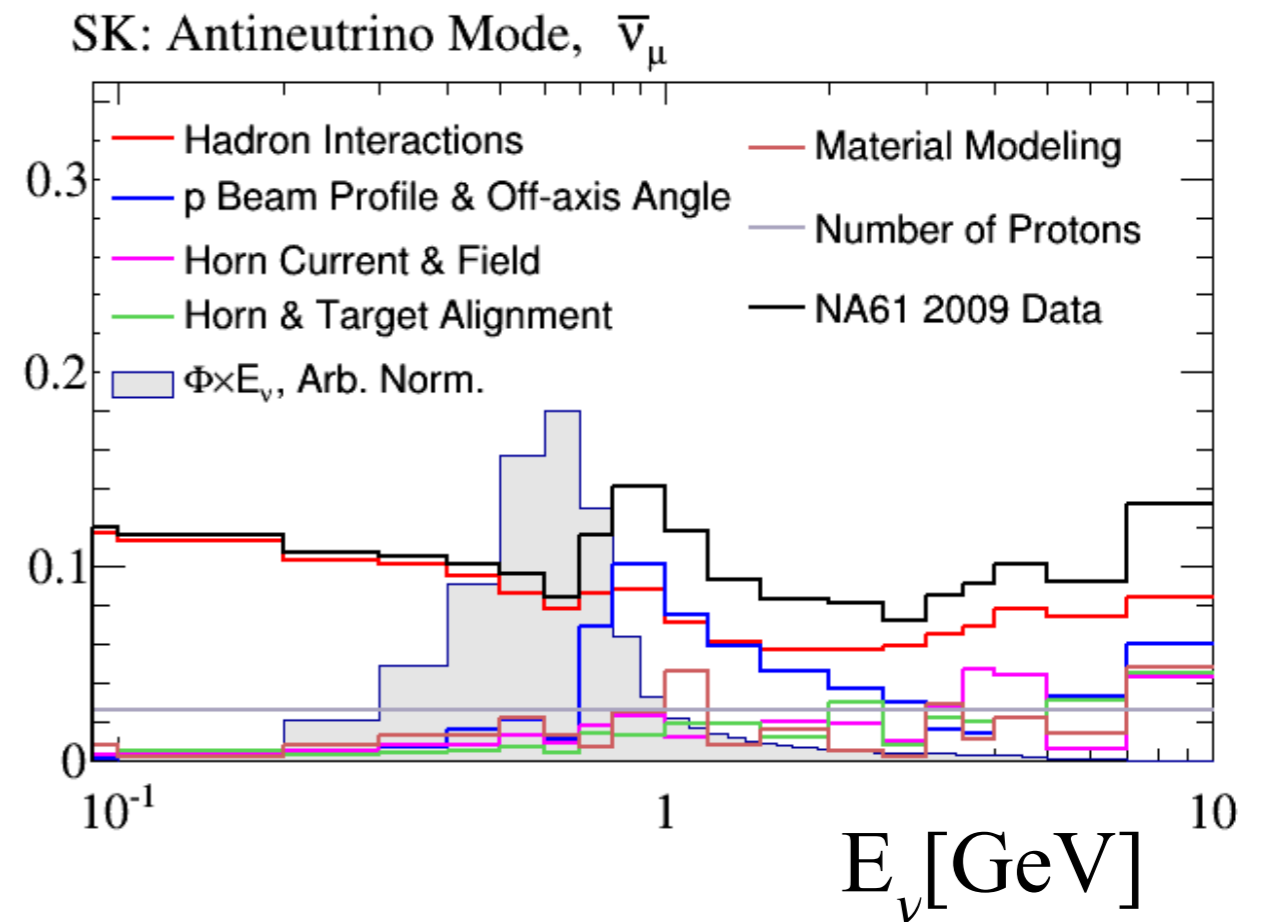 SK: Antineutrino Mode, ν̅μ
Hadron Interactions
p Beam Profile & Off-axis Angle
Horn Current & Field
Horn & Target Alignment
Φ×Eν, Arb. Norm.
Material Modeling
Number of Protons
NA61 2009 Data
0.3
0.2
0.1
0
10⁻¹
1
10
Eν[GeV]